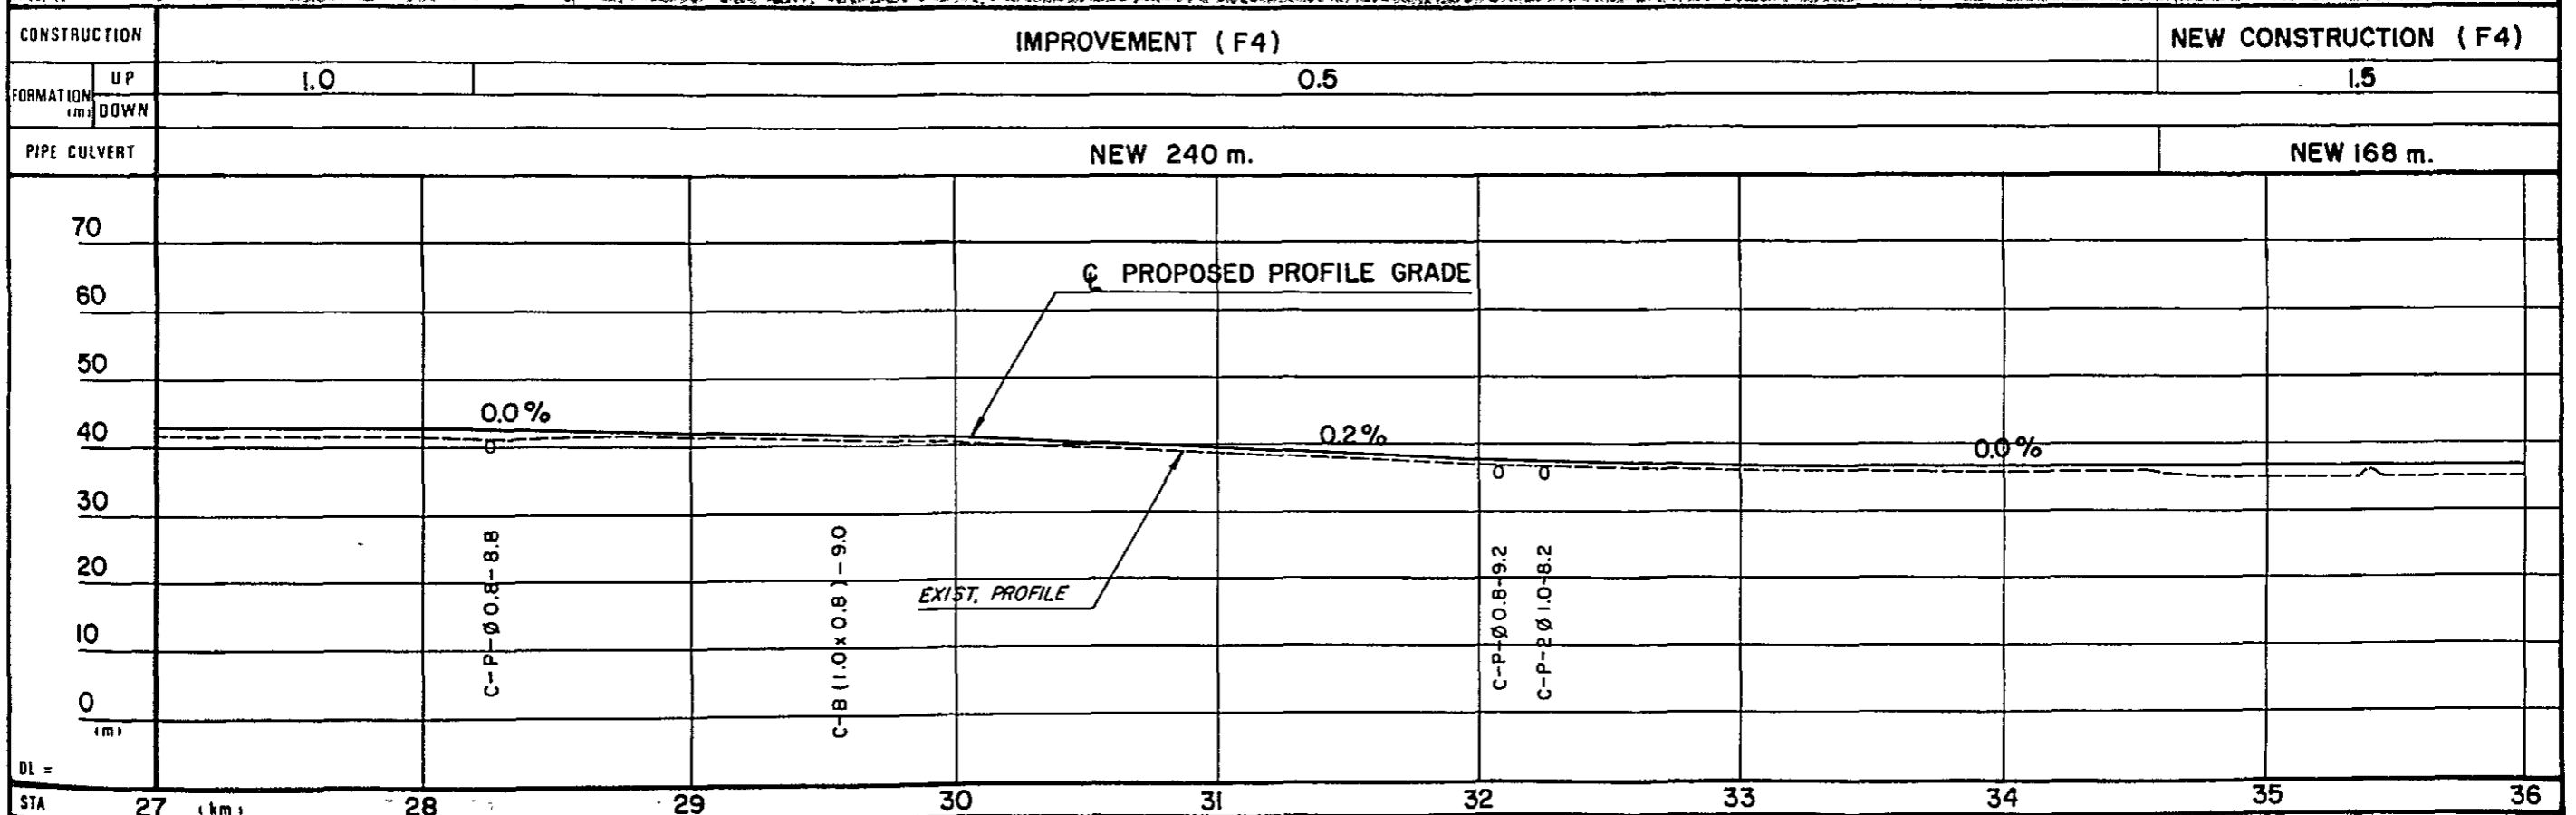 CONSTRUCTION IMPROVEMENT (F4) NEW CONSTRUCTION (F4)
FORMATION (m) UP 1.0 0.5 1.5
DOWN
PIPE CULVERT NEW 240 m. NEW 168 m.
70
℄ PROPOSED PROFILE GRADE
60
50
0.0%
40
0.2%
0.0%
30
C-P-Ø0.8-8.8
C-B(1.0x0.8)-9.0
C-P-Ø0.8-9.2
C-P-2Ø1.0-8.2
20
EXIST. PROFILE
10
0
(m)
DL =
STA 27 (km) 28 29 30 31 32 33 34 35 36